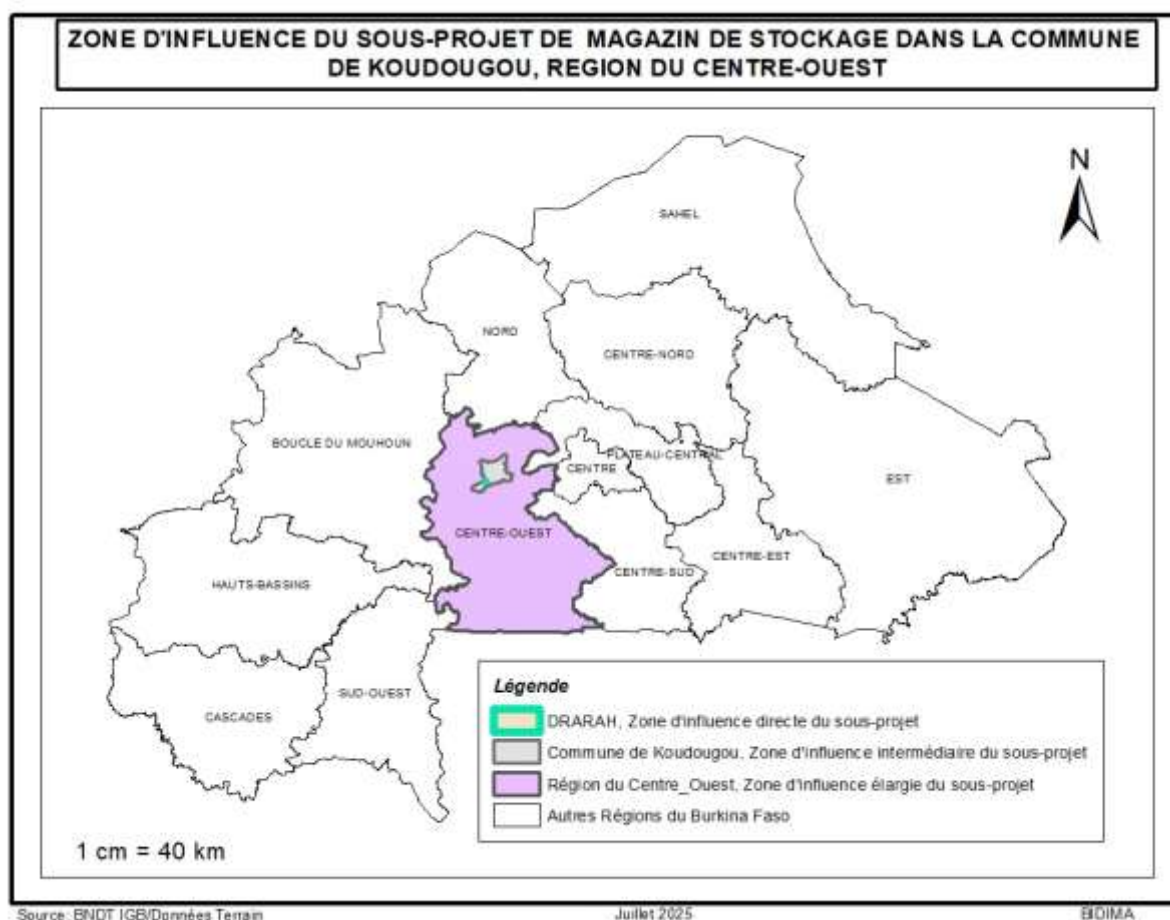 ZONE D'INFLUENCE DU SOUS-PROJET DE MAGAZIN DE STOCKAGE DANS LA COMMUNE
DE KOUDOUGOU, REGION DU CENTRE-OUEST
N
SAHEL
NORD
CENTRE-NORD
BOUCLE DU MOUHOUN
PLATEAU-CENTRAL
CENTRE
EST
CENTRE-OUEST
CENTRE-EST
CENTRE-SUD
HAUTS-BASSINS
SUD-OUEST
CASCADES
Légende
DRARAH, Zone d'influence directe du sous-projet
Commune de Koudougou, Zone d'influence intermédiaire du sous-projet
Région du Centre_Ouest, Zone d'influence élargie du sous-projet
Autres Régions du Burkina Faso
1 cm = 40 km
Source: BNDT IGB/Données Terrain
Juillet 2025
BIDIMA